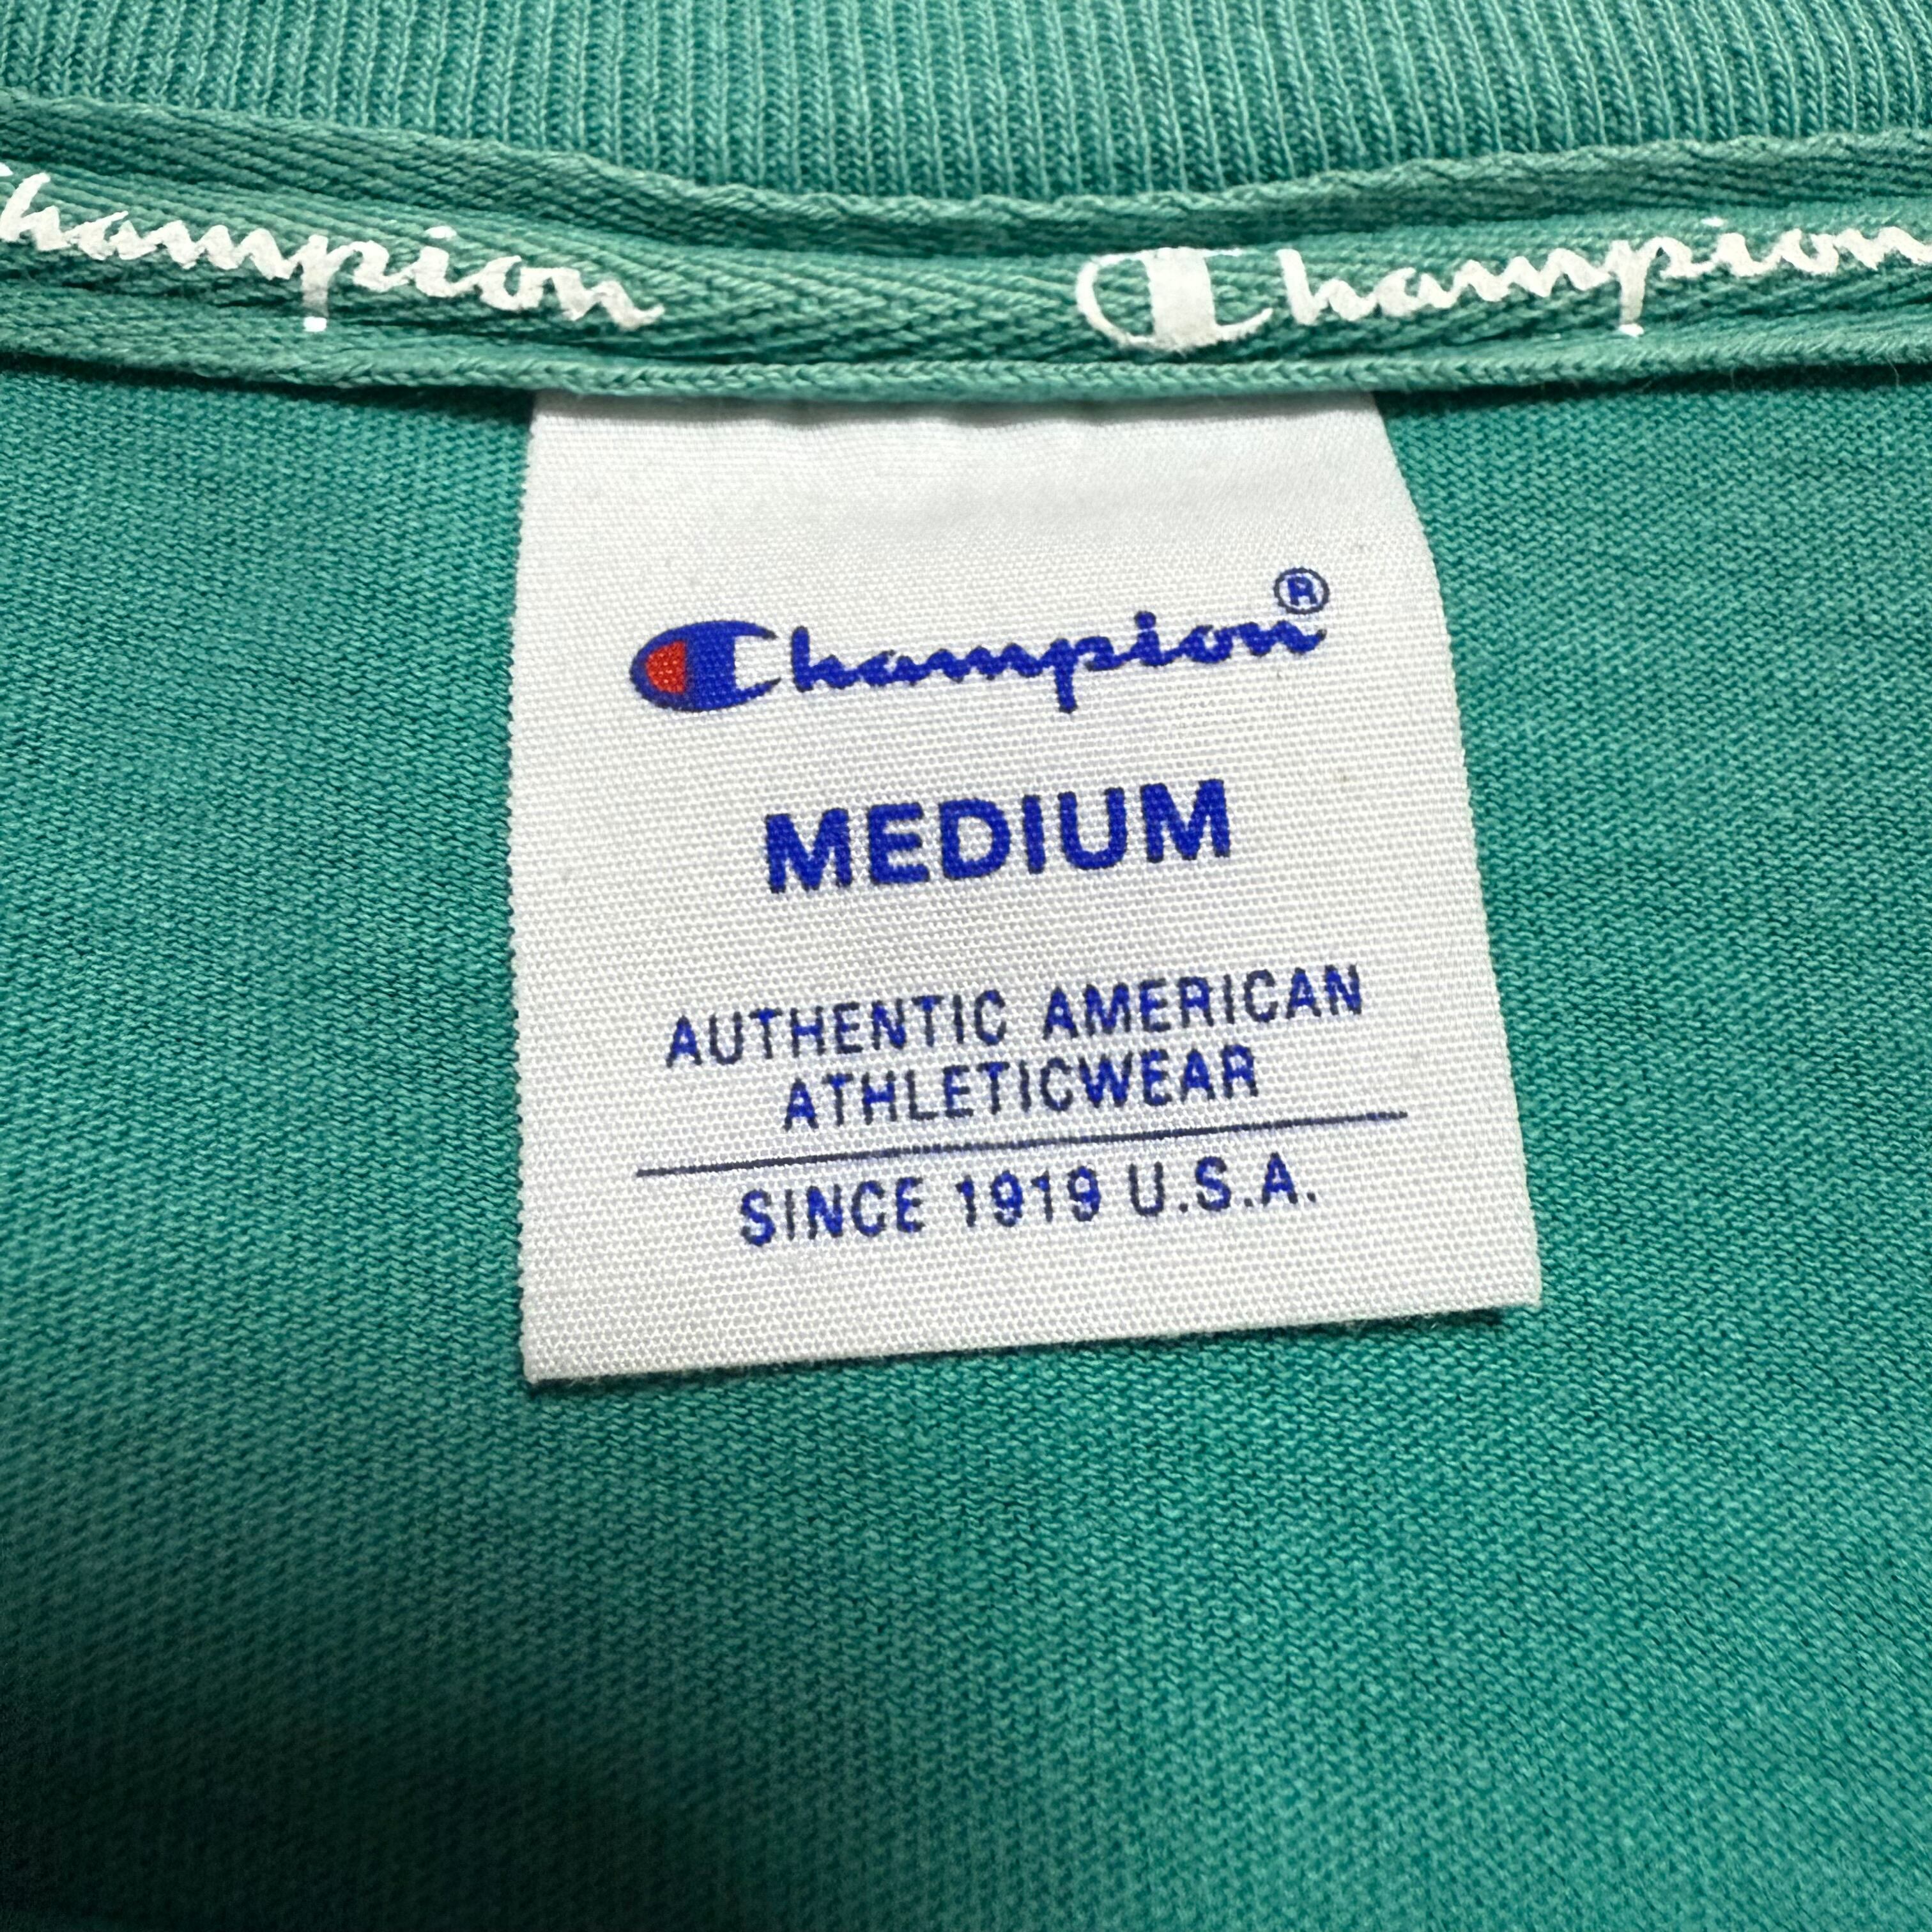 Champion Champion
Champion®
MEDIUM
AUTHENTIC AMERICAN
ATHLETICWEAR
SINCE 1919 U.S.A.